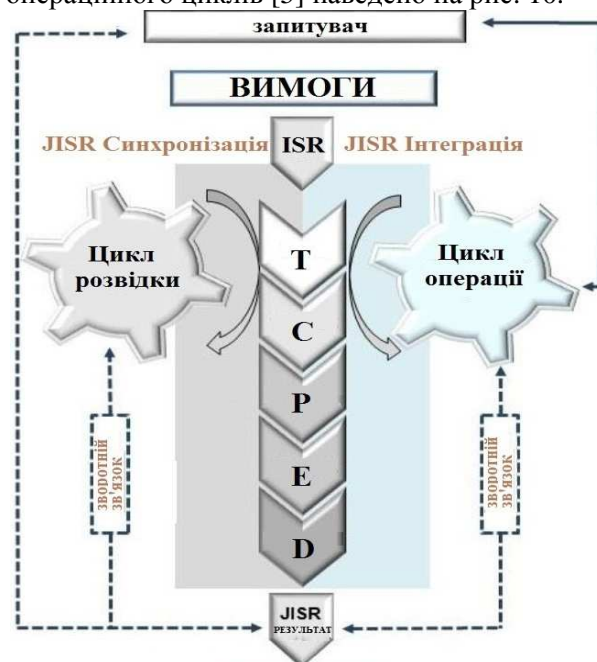 операційного циклів [5] наведено на рис. 16.
запитувач
ВИМОГИ
JISR Синхронізація
ISR
JISR Інтеграція
Цикл
розвідки
T
Цикл
операції
C
P
E
D
зворотній
зв'язок
зворотній
зв'язок
JISR
РЕЗУЛЬТАТ